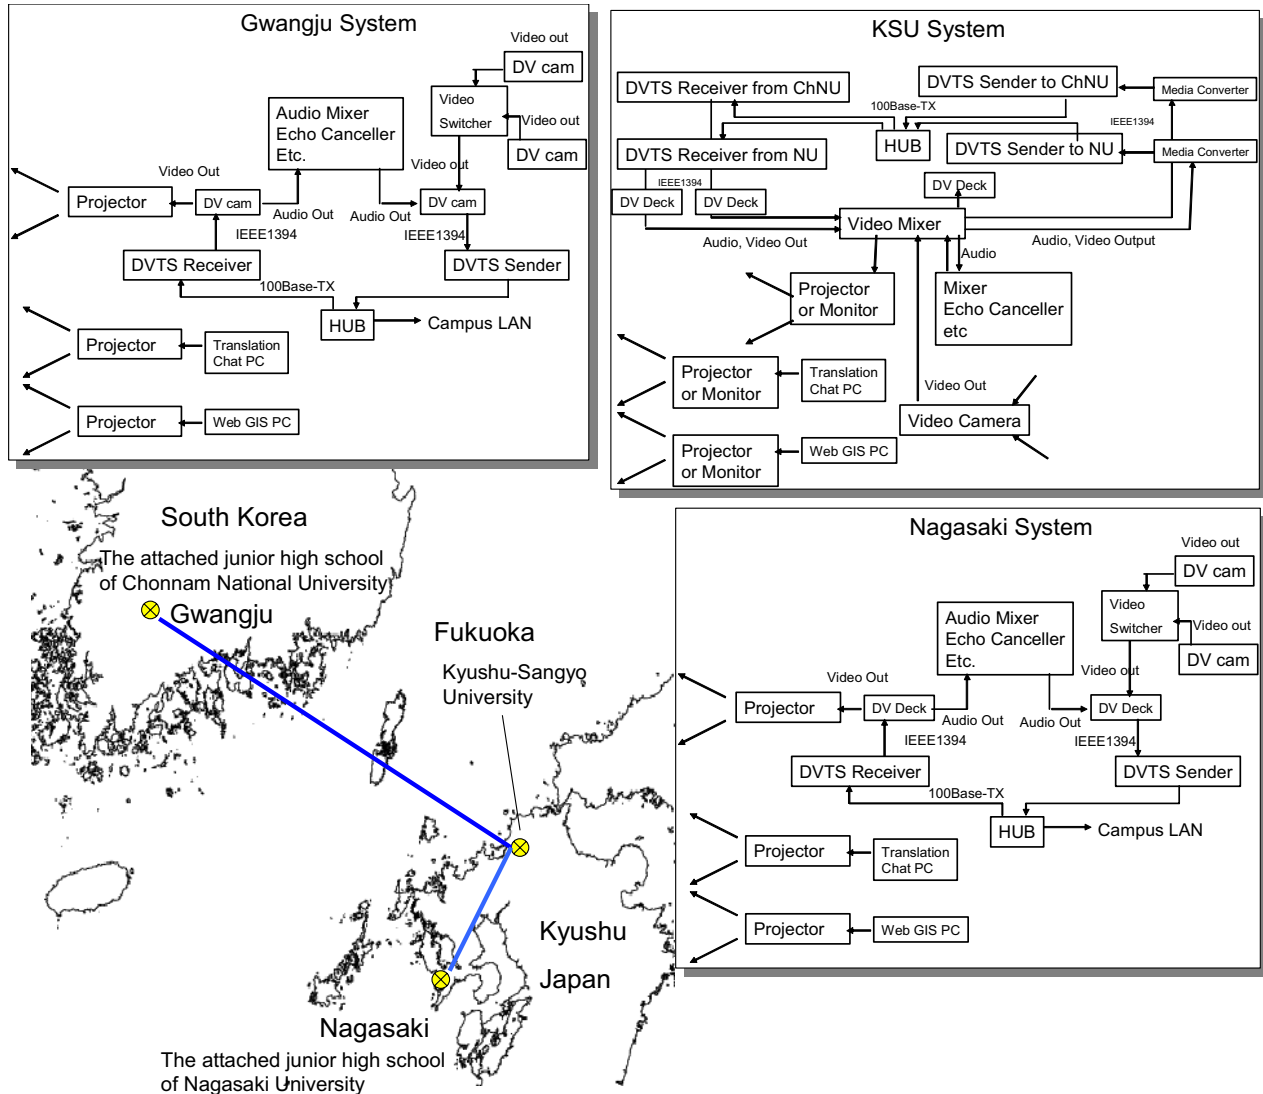 Gwangju System
Video out
DV cam
Video
Switcher
Video out
DV cam
Audio Mixer
Echo Canceller
Etc.
Video out
Video Out
Projector
DV cam
Audio Out
Audio Out
DV cam
IEEE1394
IEEE1394
DVTS Receiver
DVTS Sender
100Base-TX
HUB
Campus LAN
Projector
Translation
Chat PC
Projector
Web GIS PC
KSU System
DVTS Receiver from ChNU
DVTS Sender to ChNU
Media Converter
100Base-TX
IEEE1394
HUB
DVTS Receiver from NU
DVTS Sender to NU
Media Converter
IEEE1394
DV Deck
DV Deck
DV Deck
Video Mixer
Audio, Video Out
Audio, Video Output
Audio
Projector
or Monitor
Mixer
Echo Canceller
etc
Projector
or Monitor
Translation
Chat PC
Video Out
Video Camera
Projector
or Monitor
Web GIS PC
South Korea
The attached junior high school
of Chonnam National University
Gwangju
Fukuoka
Kyushu-Sangyo
University
Kyushu
Japan
Nagasaki
The attached junior high school
of Nagasaki University
Nagasaki System
Video out
DV cam
Video
Switcher
Video out
DV cam
Audio Mixer
Echo Canceller
Etc.
Video out
Video Out
Projector
DV Deck
Audio Out
Audio Out
DV Deck
IEEE1394
IEEE1394
DVTS Receiver
DVTS Sender
100Base-TX
HUB
Campus LAN
Projector
Translation
Chat PC
Projector
Web GIS PC